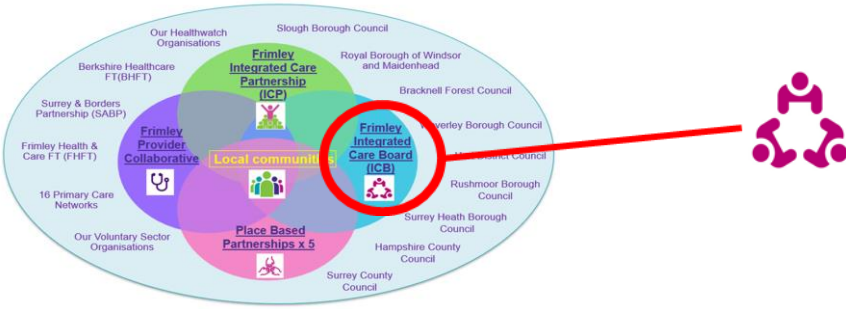 Our Healthwatch
Organisations
Slough Borough Council
Frimley
Integrated Care
Partnership
(ICP)
Royal Borough of Windsor
and Maidenhead
Berkshire Healthcare
FT(BHFT)
Bracknell Forest Council
Surrey & Borders
Partnership (SABP)
Frimley
Provider
Collaborative
Frimley
Integrated
Care Board
(ICB)
Borough Council
Frimley Health &
Care FT (FHFT)
Local communities
Council
Rushmoor Borough
Council
16 Primary Care
Networks
Surrey Heath Borough
Council
Our Voluntary Sector
Organisations
Place Based
Partnerships x 5
Hampshire County
Council
Surrey County
Council